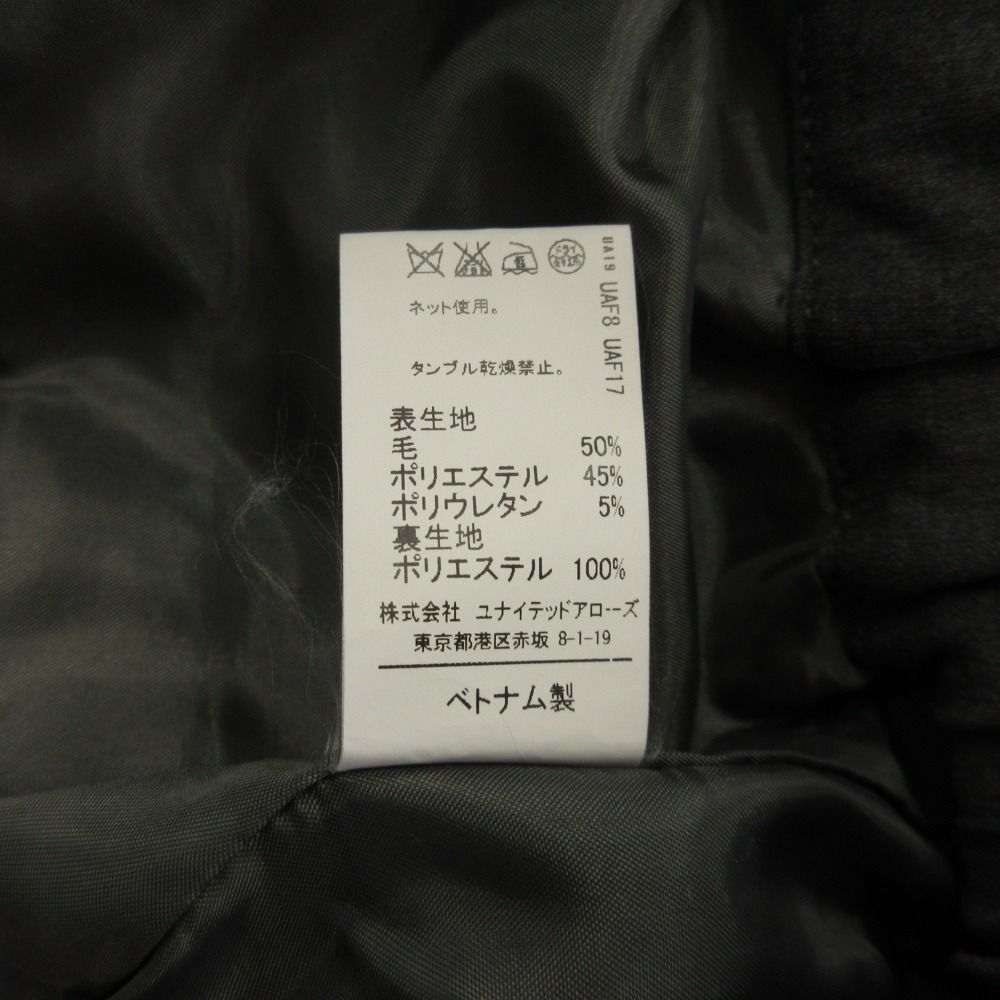 ネット使用。
タンブル乾燥禁止。
表生地
毛 50%
ポリエステル 45%
ポリウレタン 5%
裏生地
ポリエステル 100%
株式会社 ユナイテッドアローズ
東京都港区赤坂 8-1-19
ベトナム製
UA19 UAF8 UAF17